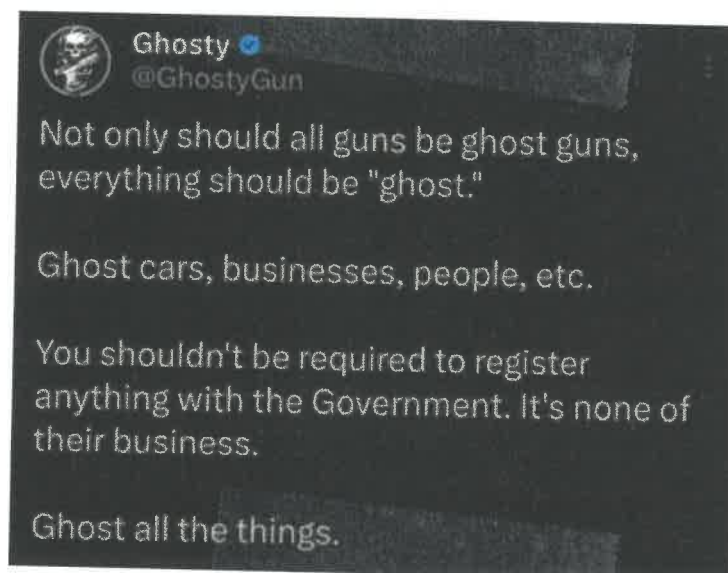 Ghosty
@GhostyGun
Not only should all guns be ghost guns,
everything should be "ghost."
Ghost cars, businesses, people, etc.
You shouldn't be required to register
anything with the Government. It's none of
their business.
Ghost all the things.